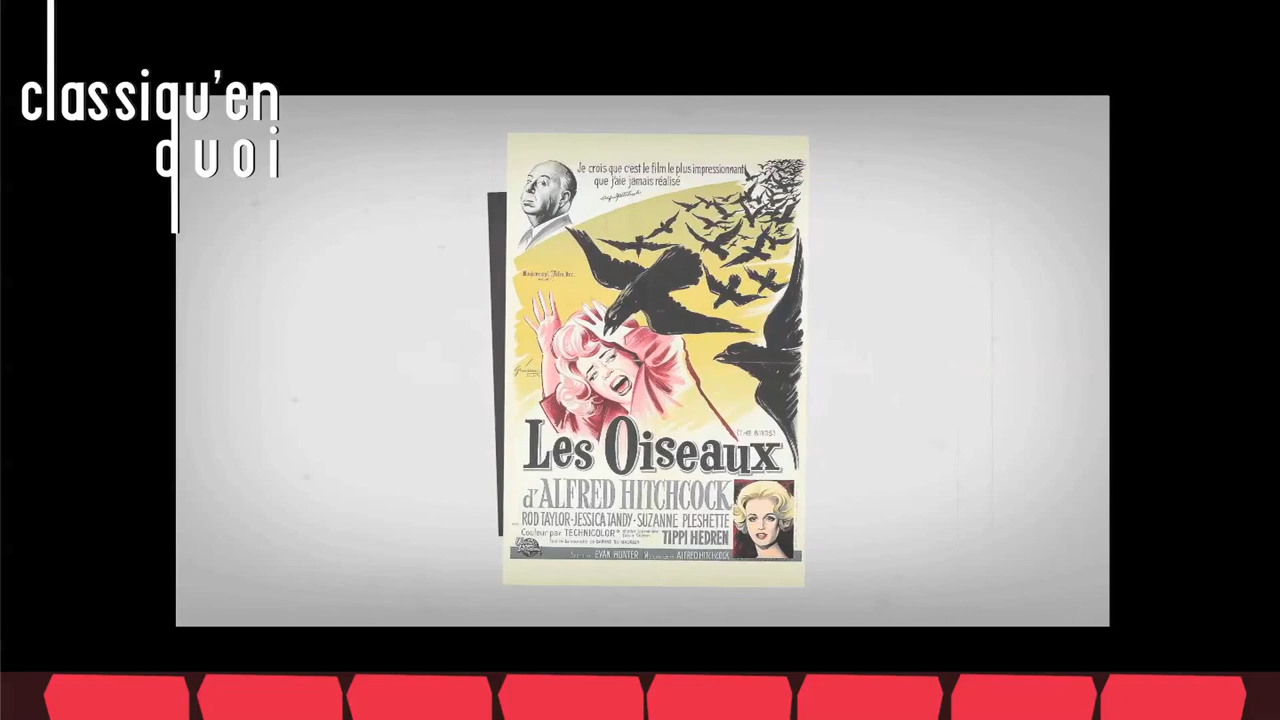 classiqu'en
quoi
Je crois que c'est le film le plus impressionnant
que j'aie jamais réalisé
Les Oiseaux
(THE BIRDS)
d'ALFRED HITCHCOCK
ROD TAYLOR · JESSICA TANDY · SUZANNE PLESHETTE
Couleur par TECHNICOLOR
TIPPI HEDREN
EVAN HUNTER
ALFRED HITCHCOCK